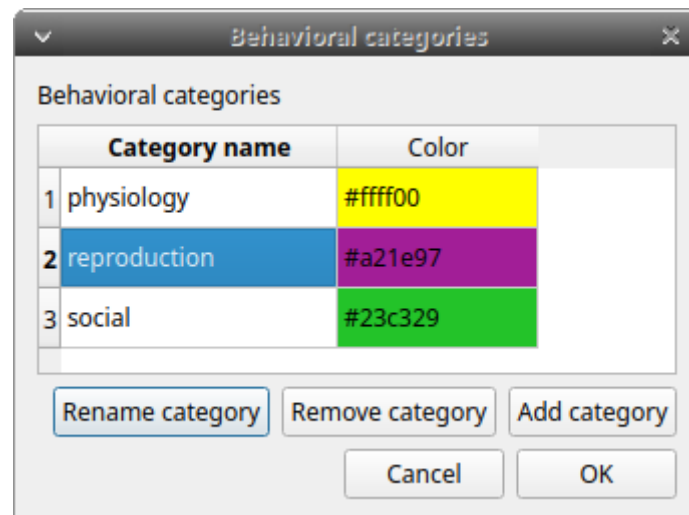 Behavioral categories
Behavioral categories
Category name Color
1 physiology #ffff00
2 reproduction #a21e97
3 social #23c329
Rename category Remove category Add category
Cancel OK